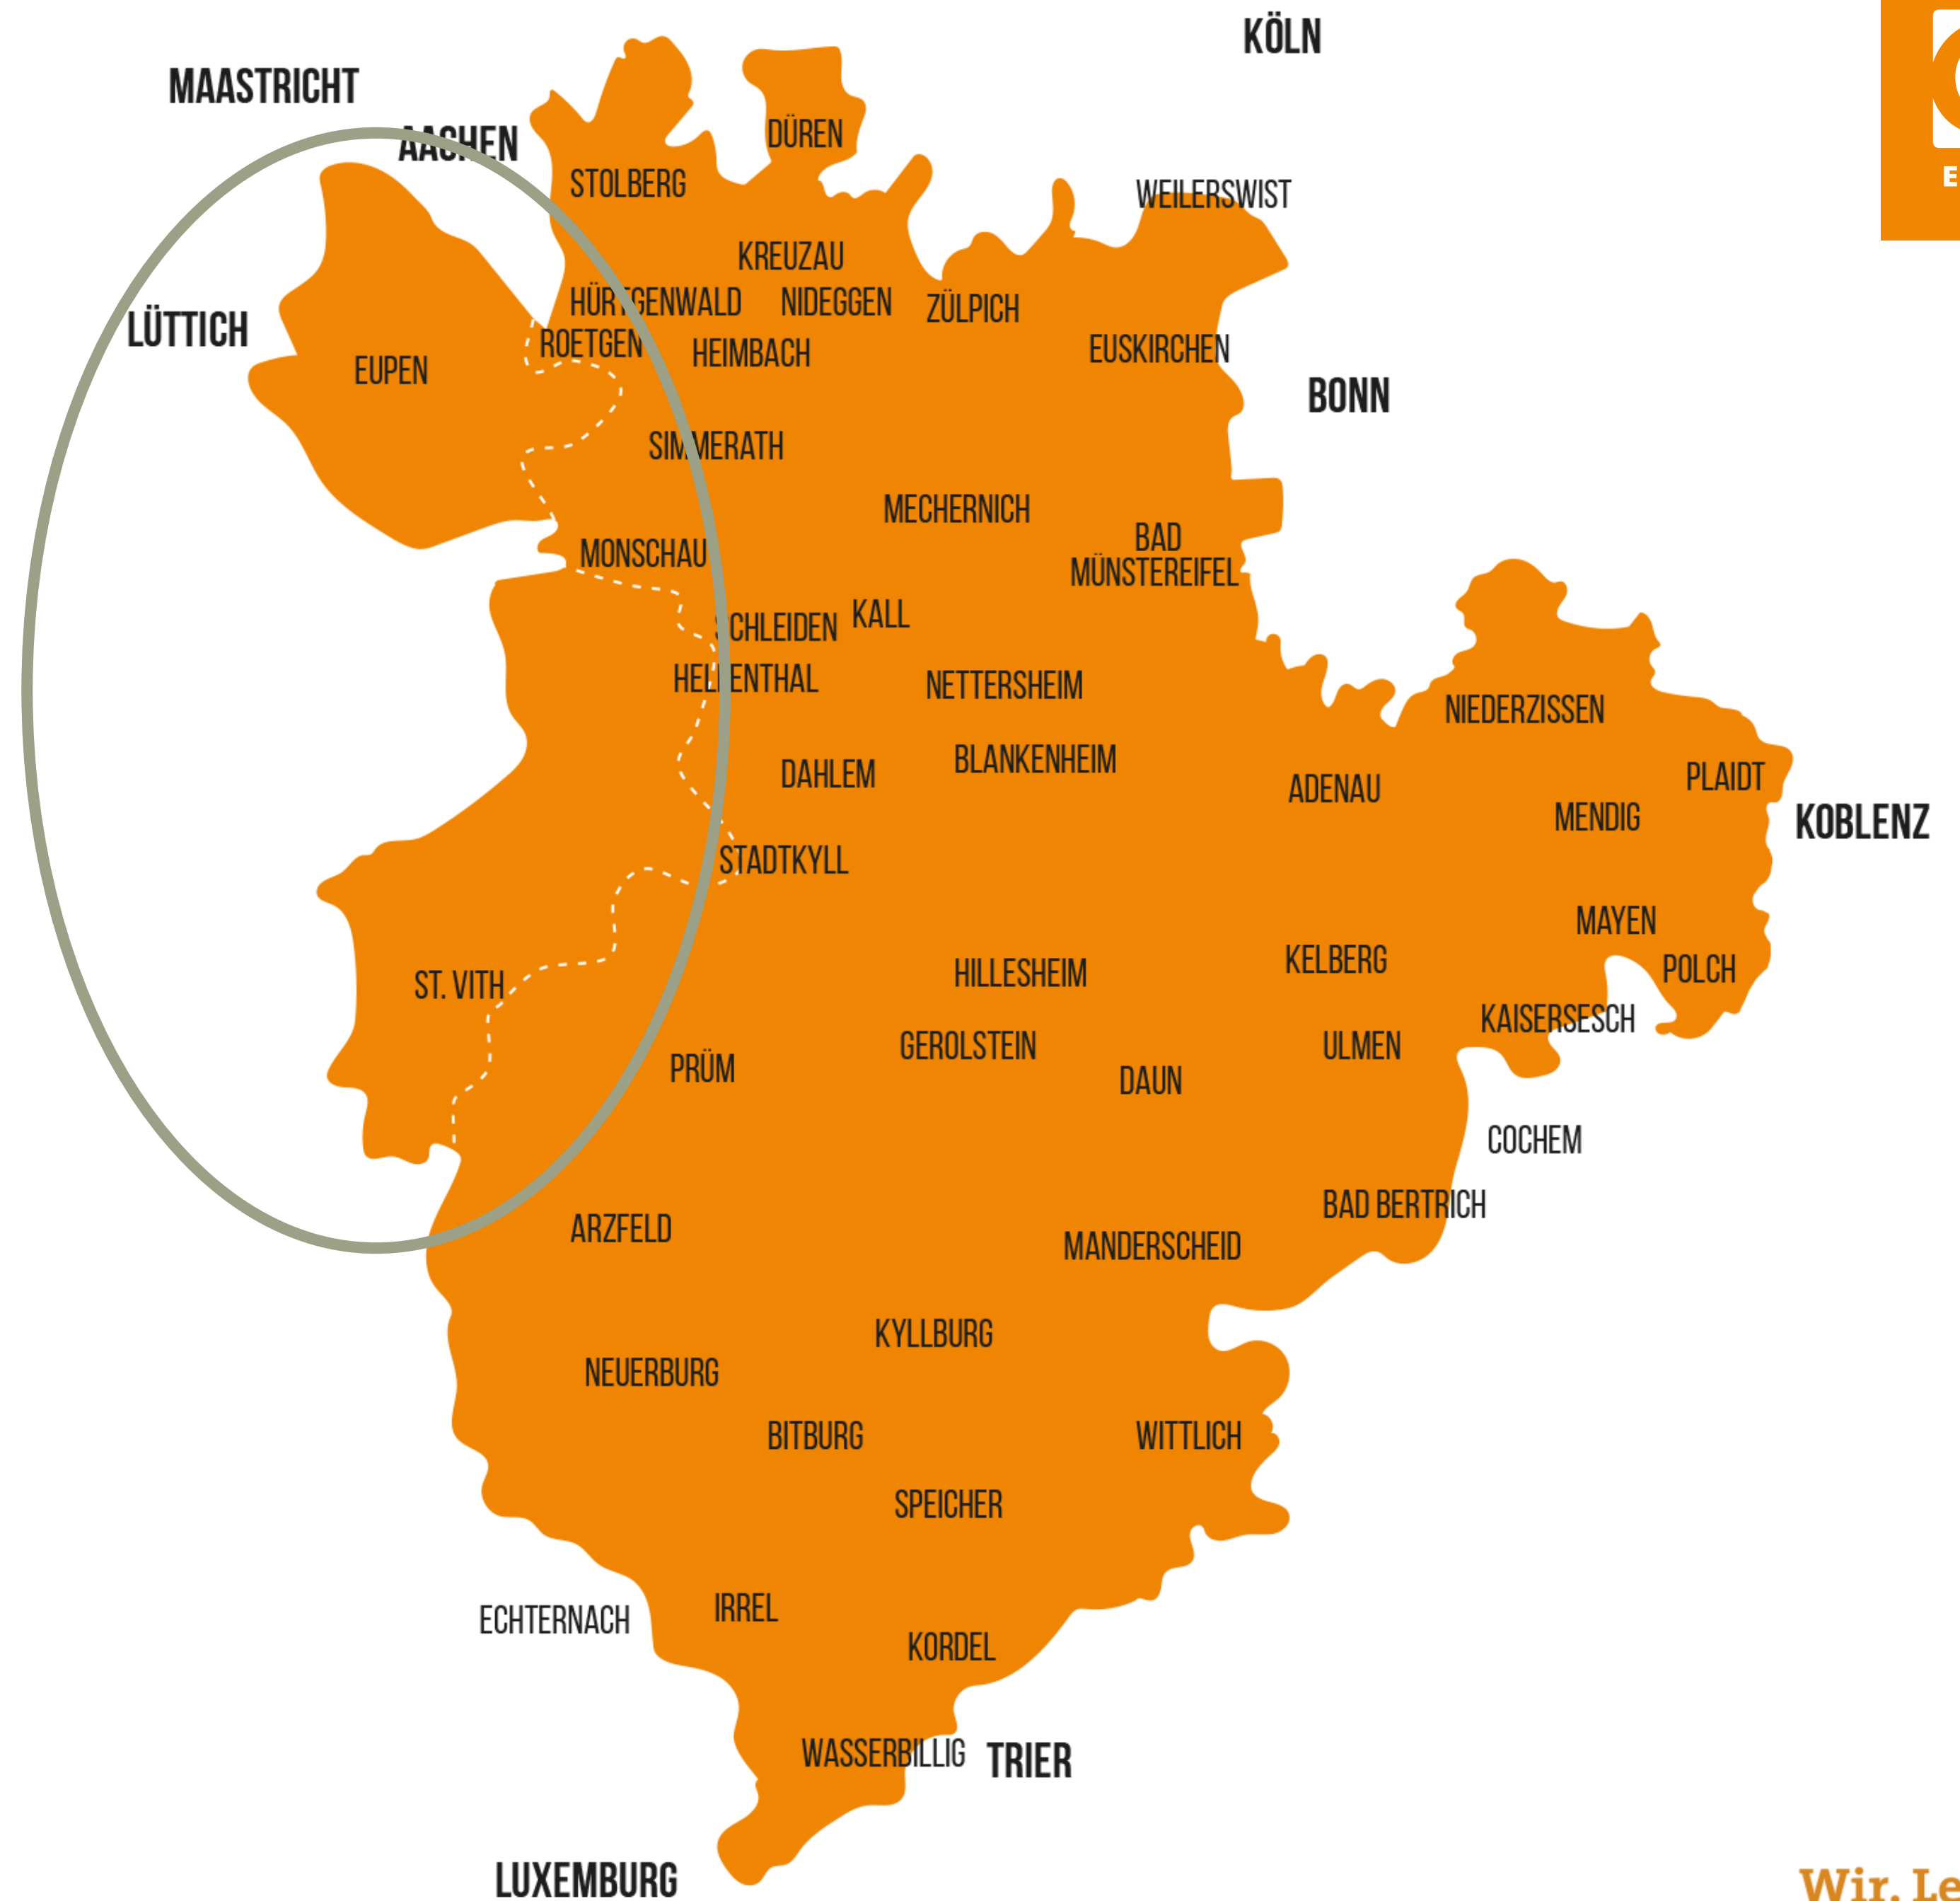 KÖLN
MAASTRICHT
AACHEN
DÜREN
STOLBERG
WEILERSWIST
E
KREUZAU
HÜRTGENWALD
NIDEGGEN
ZÜLPICH
LÜTTICH
ROETGEN
HEIMBACH
EUSKIRCHEN
EUPEN
BONN
SIMMERATH
MECHERNICH
BAD
MÜNSTEREIFEL
MONSCHAU
SCHLEIDEN
KALL
HELLENTHAL
NETTERSHEIM
NIEDERZISSEN
DAHLEM
BLANKENHEIM
ADENAU
PLAIDT
MENDIG
KOBLENZ
STADTKYLL
MAYEN
ST. VITH
HILLESHEIM
KELBERG
POLCH
KAISERSESCH
PRÜM
GEROLSTEIN
ULMEN
DAUN
COCHEM
BAD BERTRICH
ARZFELD
MANDERSCHEID
KYLLBURG
NEUERBURG
BITBURG
WITTLICH
SPEICHER
ECHTERNACH
IRREL
KORDEL
WASSERBILLIG
TRIER
LUXEMBURG
Wir. Le